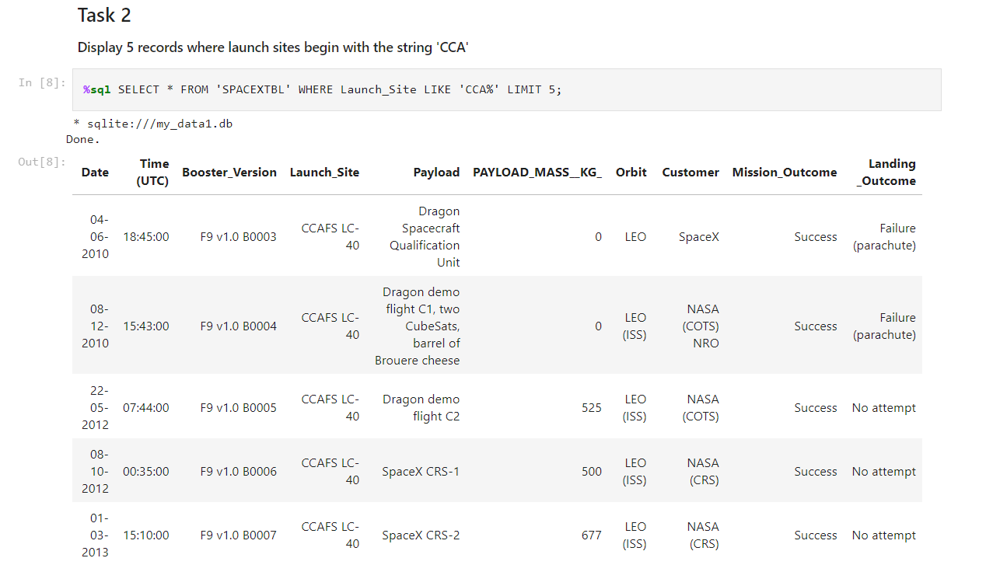 Task 2
Display 5 records where launch sites begin with the string 'CCA'
In [8]:
%sql SELECT * FROM 'SPACEXTBL' WHERE Launch_Site LIKE 'CCA%' LIMIT 5;
* sqlite:///my_data1.db
Done.
Out[8]:
Date Time (UTC) Booster_Version Launch_Site Payload PAYLOAD_MASS__KG_ Orbit Customer Mission_Outcome Landing _Outcome
04-06-2010 18:45:00 F9 v1.0 B0003 CCAFS LC-40 Dragon Spacecraft Qualification Unit 0 LEO SpaceX Success Failure (parachute)
08-12-2010 15:43:00 F9 v1.0 B0004 CCAFS LC-40 Dragon demo flight C1, two CubeSats, barrel of Brouere cheese 0 LEO (ISS) NASA (COTS) NRO Success Failure (parachute)
22-05-2012 07:44:00 F9 v1.0 B0005 CCAFS LC-40 Dragon demo flight C2 525 LEO (ISS) NASA (COTS) Success No attempt
08-10-2012 00:35:00 F9 v1.0 B0006 CCAFS LC-40 SpaceX CRS-1 500 LEO (ISS) NASA (CRS) Success No attempt
01-03-2013 15:10:00 F9 v1.0 B0007 CCAFS LC-40 SpaceX CRS-2 677 LEO (ISS) NASA (CRS) Success No attempt